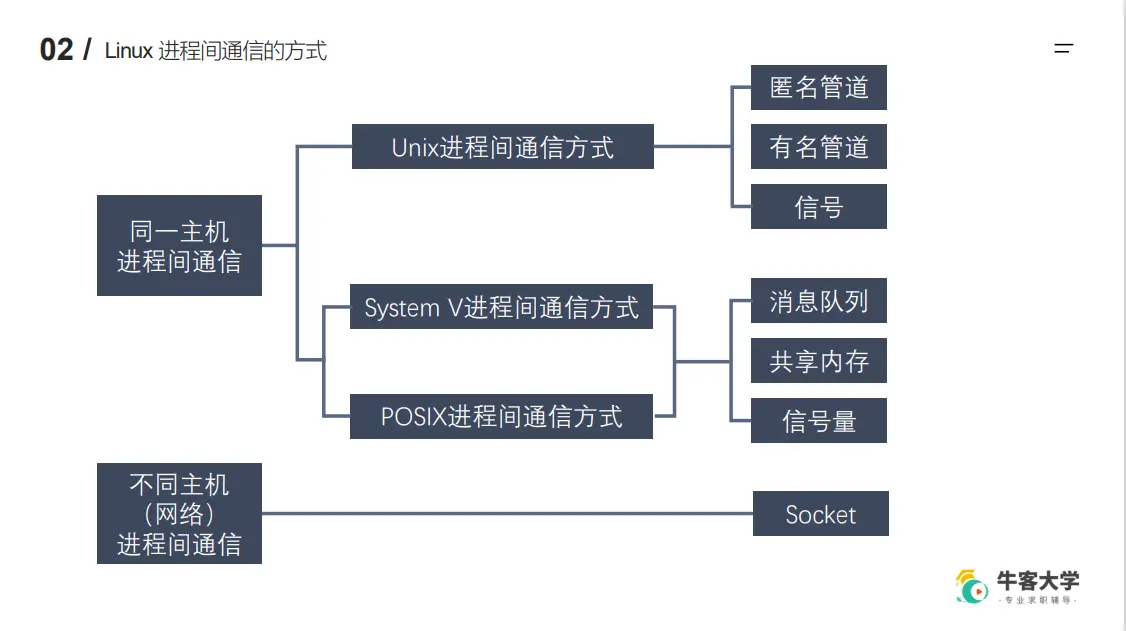 02 / Linux 进程间通信的方式
匿名管道
Unix进程间通信方式
有名管道
信号
同一主机
进程间通信
System V进程间通信方式
消息队列
共享内存
POSIX进程间通信方式
信号量
不同主机
（网络）
进程间通信
Socket
牛客大学
·专业求职辅导·